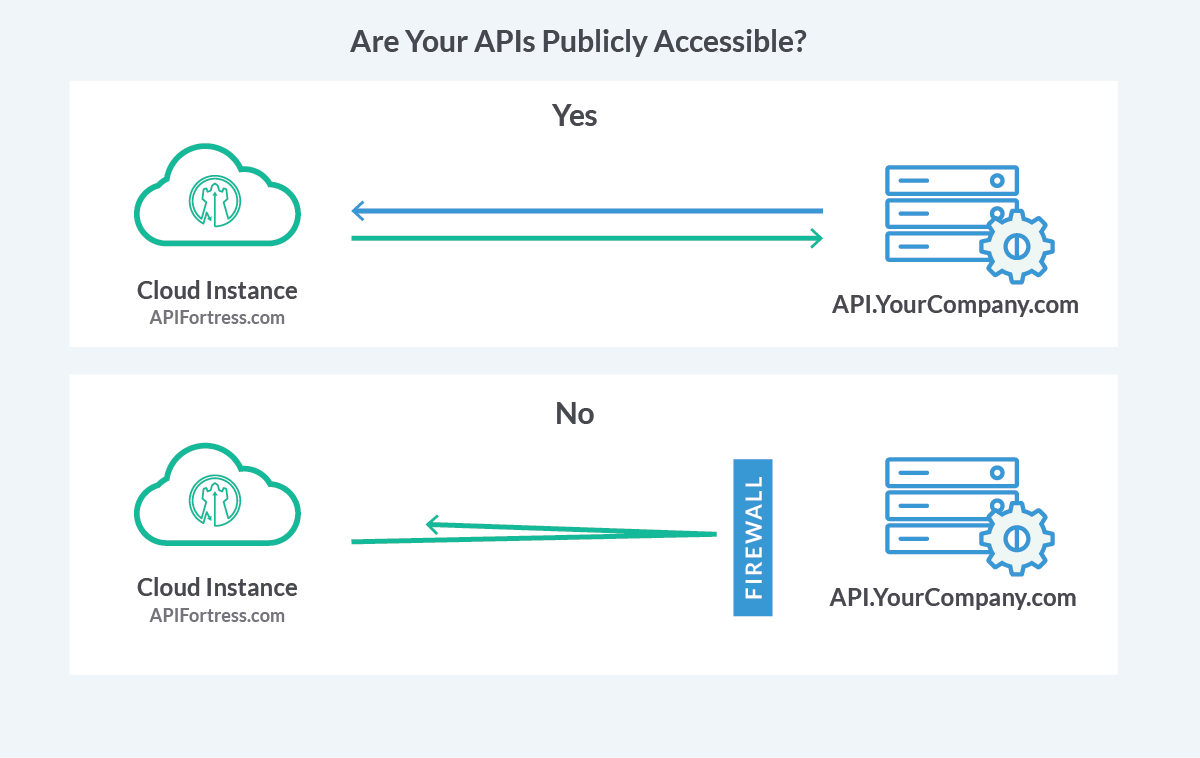 Are Your APIs Publicly Accessible?
Yes
Cloud Instance
APIFortress.com
API.YourCompany.com
No
FIREWALL
Cloud Instance
APIFortress.com
API.YourCompany.com